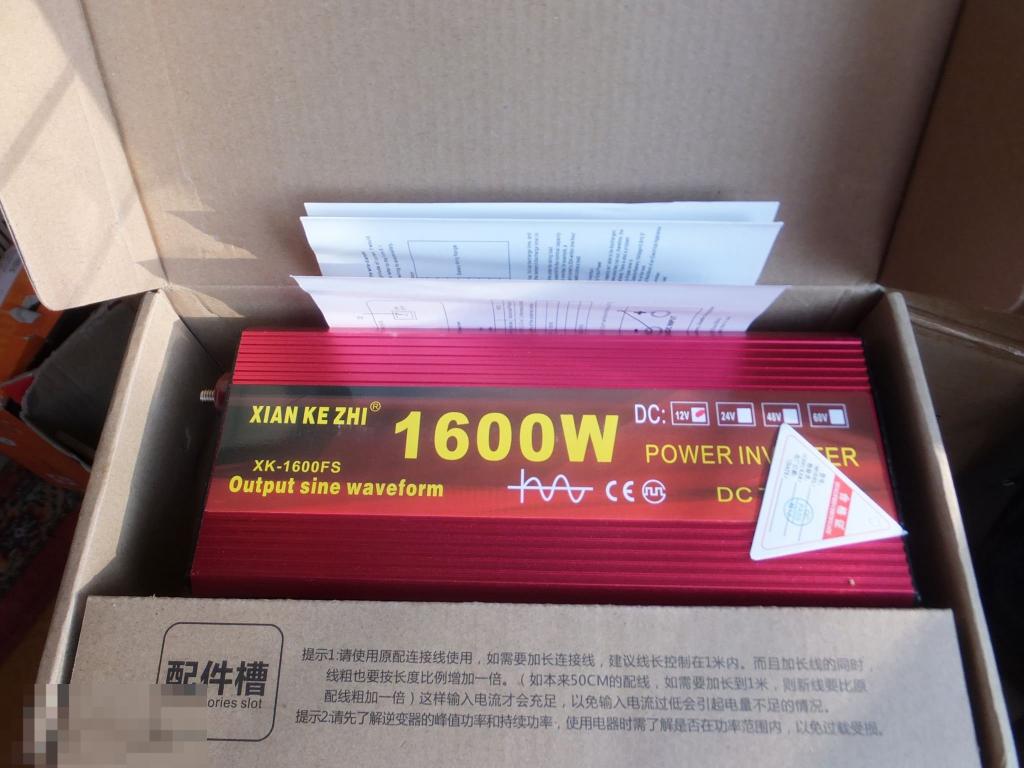 XIAN KE ZHI®
1600W
DC: 12V 24V 48V 60V
POWER INV TER
XK-1600FS
Output sine waveform
CE
DC
合格证
配件槽
ories slot
提示1:请使用原配连接线使用，如需要加长连接线，建议线长控制在1米内。而且加长线的同时，
线粗也要按长度比例增加一倍。（如本来50CM的配线，如需要加长到1米，则新线要比原
配线粗加一倍）这样输入电流才会充足，以免输入电流过低会引起电量不足的情况。
提示2:请先了解逆变器的峰值功率和持续功率，使用电器时需了解是否在功率范围内，以免过载受损。